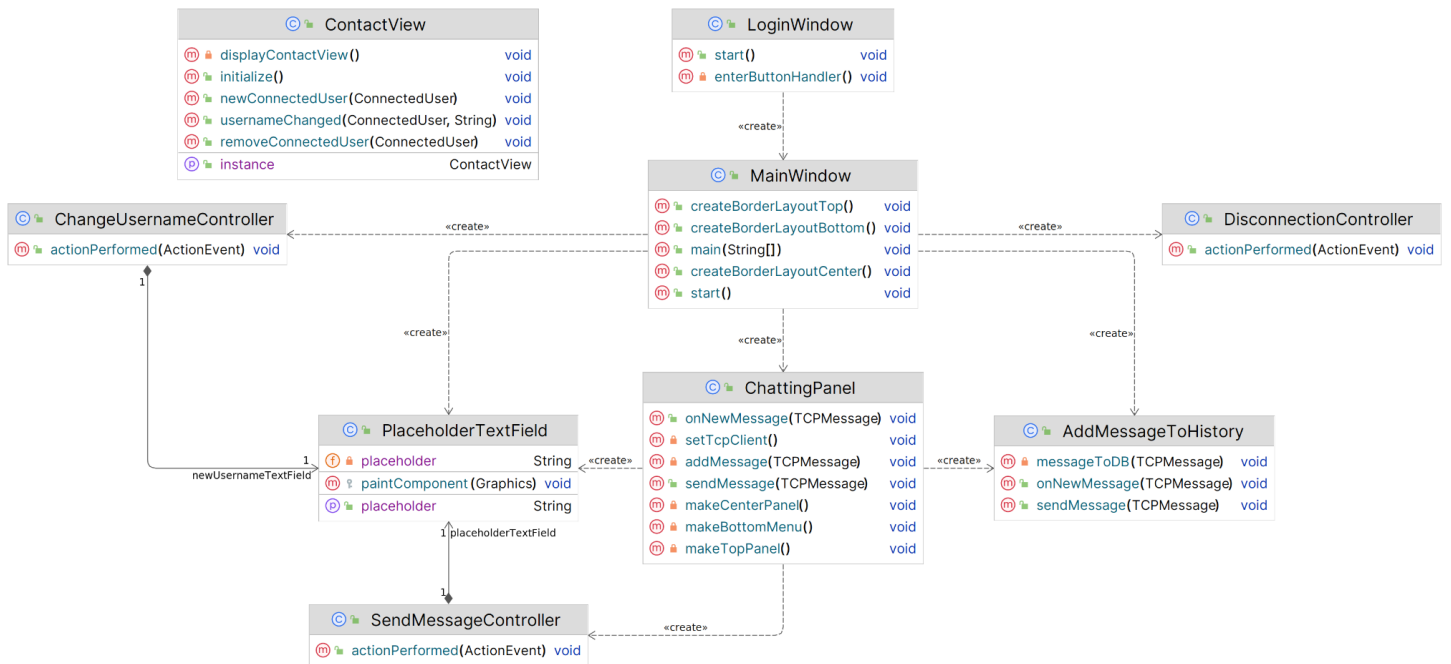 ContactView
displayContactView() void
initialize() void
newConnectedUser(ConnectedUser) void
usernameChanged(ConnectedUser, String) void
removeConnectedUser(ConnectedUser) void
instance ContactView
LoginWindow
start() void
enterButtonHandler() void
«create»
MainWindow
createBorderLayoutTop() void
createBorderLayoutBottom() void
main(String[]) void
createBorderLayoutCenter() void
start() void
ChangeUsernameController
actionPerformed(ActionEvent) void
«create»
«create»
DisconnectionController
actionPerformed(ActionEvent) void
1
«create»
«create»
«create»
ChattingPanel
onNewMessage(TCPMessage) void
setTcpClient() void
addMessage(TCPMessage) void
sendMessage(TCPMessage) void
makeCenterPanel() void
makeBottomMenu() void
makeTopPanel() void
PlaceholderTextField
placeholder String
paintComponent(Graphics) void
placeholder String
1
newUsernameTextField
«create»
«create»
AddMessageToHistory
messageToDB(TCPMessage) void
onNewMessage(TCPMessage) void
sendMessage(TCPMessage) void
1 placeholderTextField
1
SendMessageController
actionPerformed(ActionEvent) void
«create»